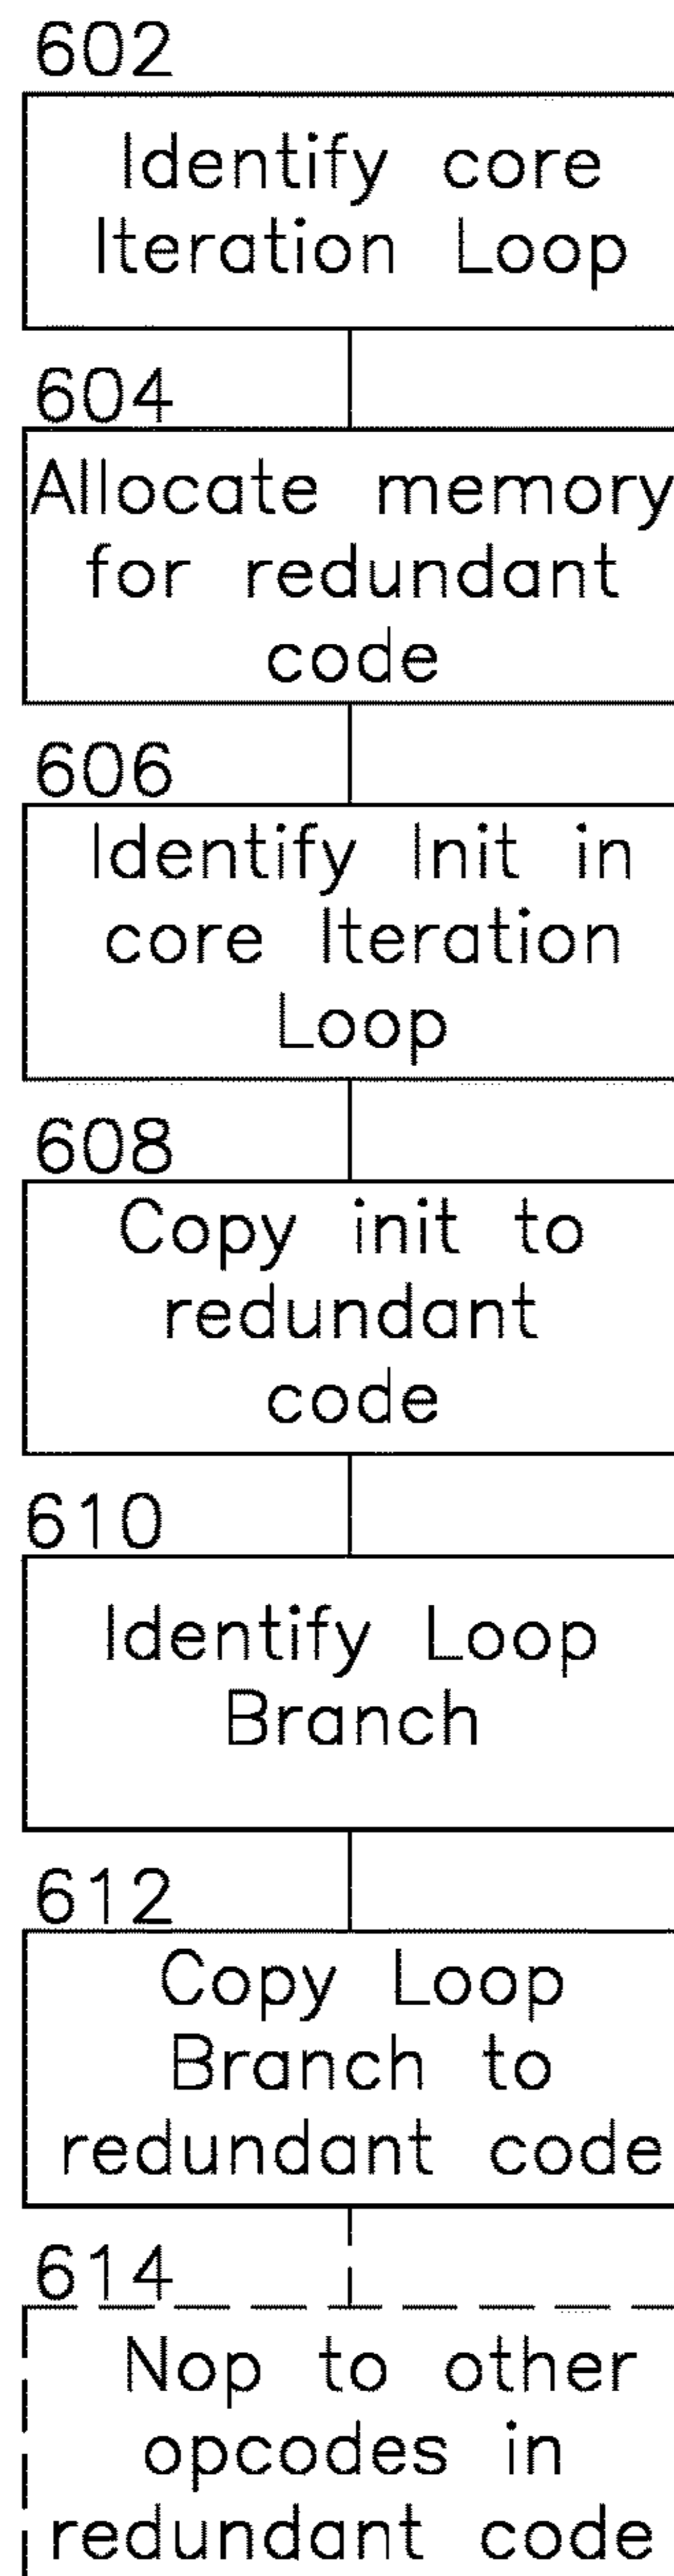 602
Identify core
Iteration Loop
604
Allocate memory
for redundant
code
606
Identify Init in
core Iteration
Loop
608
Copy init to
redundant
code
610
Identify Loop
Branch
612
Copy Loop
Branch to
redundant code
614
Nop to other
opcodes in
redundant code